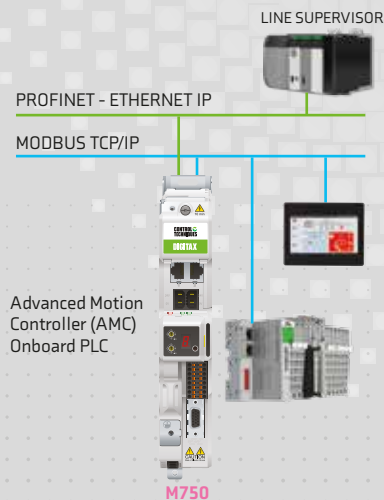 LINE SUPERVISOR
PROFINET - ETHERNET IP
MODBUS TCP/IP
CONTROL
TECHNIQUES
DIGITAX
Advanced Motion
Controller (AMC)
Onboard PLC
M750